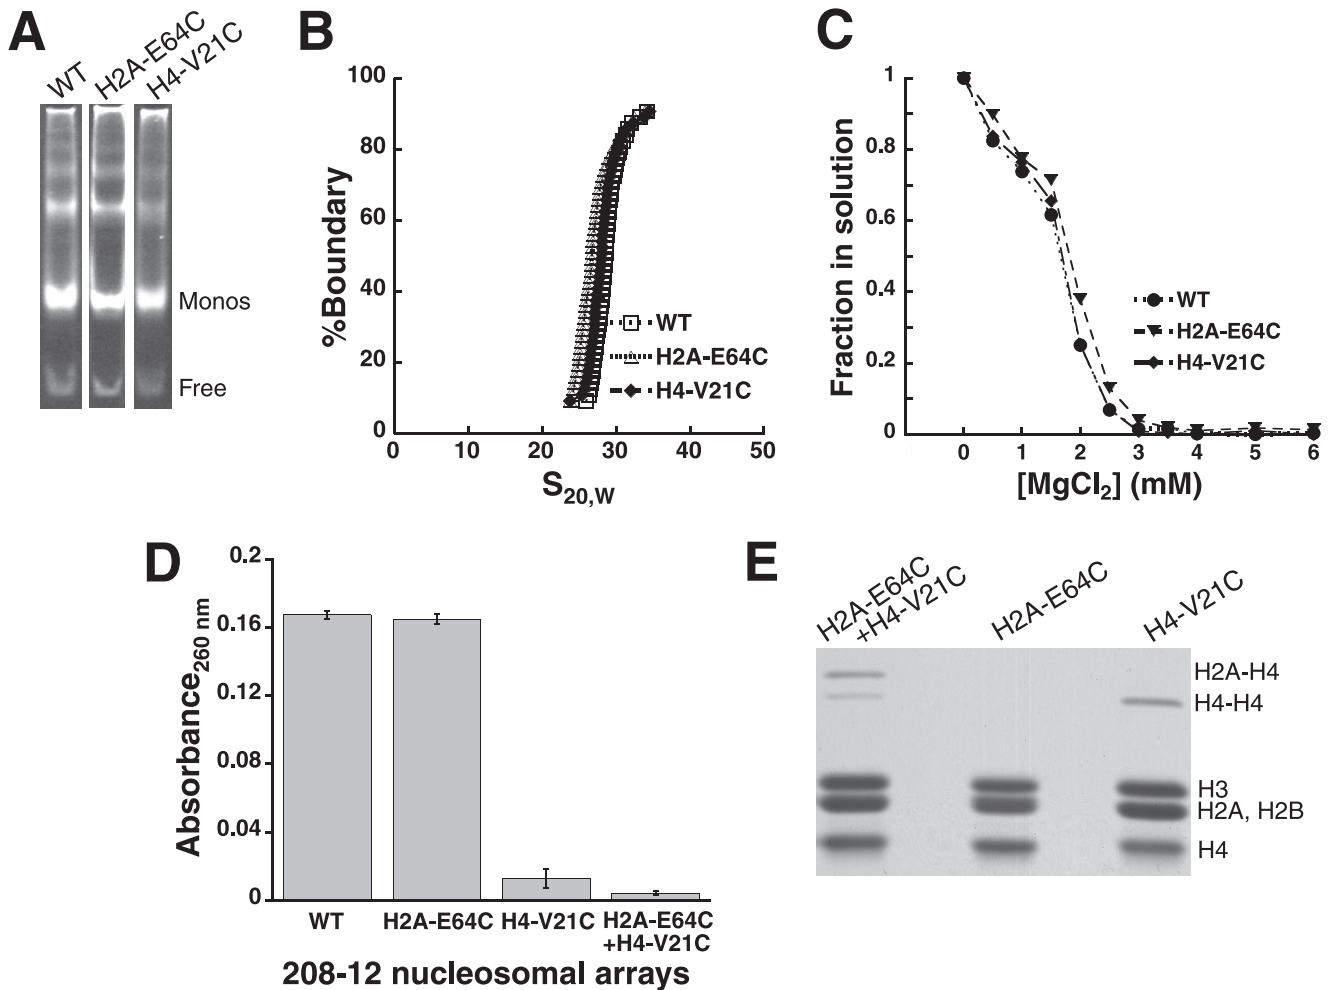 A
WT
H2A-E64C
H4-V21C
Monos
Free
B
100
80
60
40
20
0
%Boundary
WT
H2A-E64C
H4-V21C
0 10 20 30 40 50
S20,W
C
1
0.8
0.6
0.4
0.2
0
Fraction in solution
WT
H2A-E64C
H4-V21C
0 1 2 3 4 5 6
[MgCl2] (mM)
D
0.2
0.16
0.12
0.08
0.04
0
Absorbance260 nm
WT H2A-E64C H4-V21C H2A-E64C
+H4-V21C
208-12 nucleosomal arrays
E
H2A-E64C
+H4-V21C
H2A-E64C
H4-V21C
H2A-H4
H4-H4
H3
H2A, H2B
H4